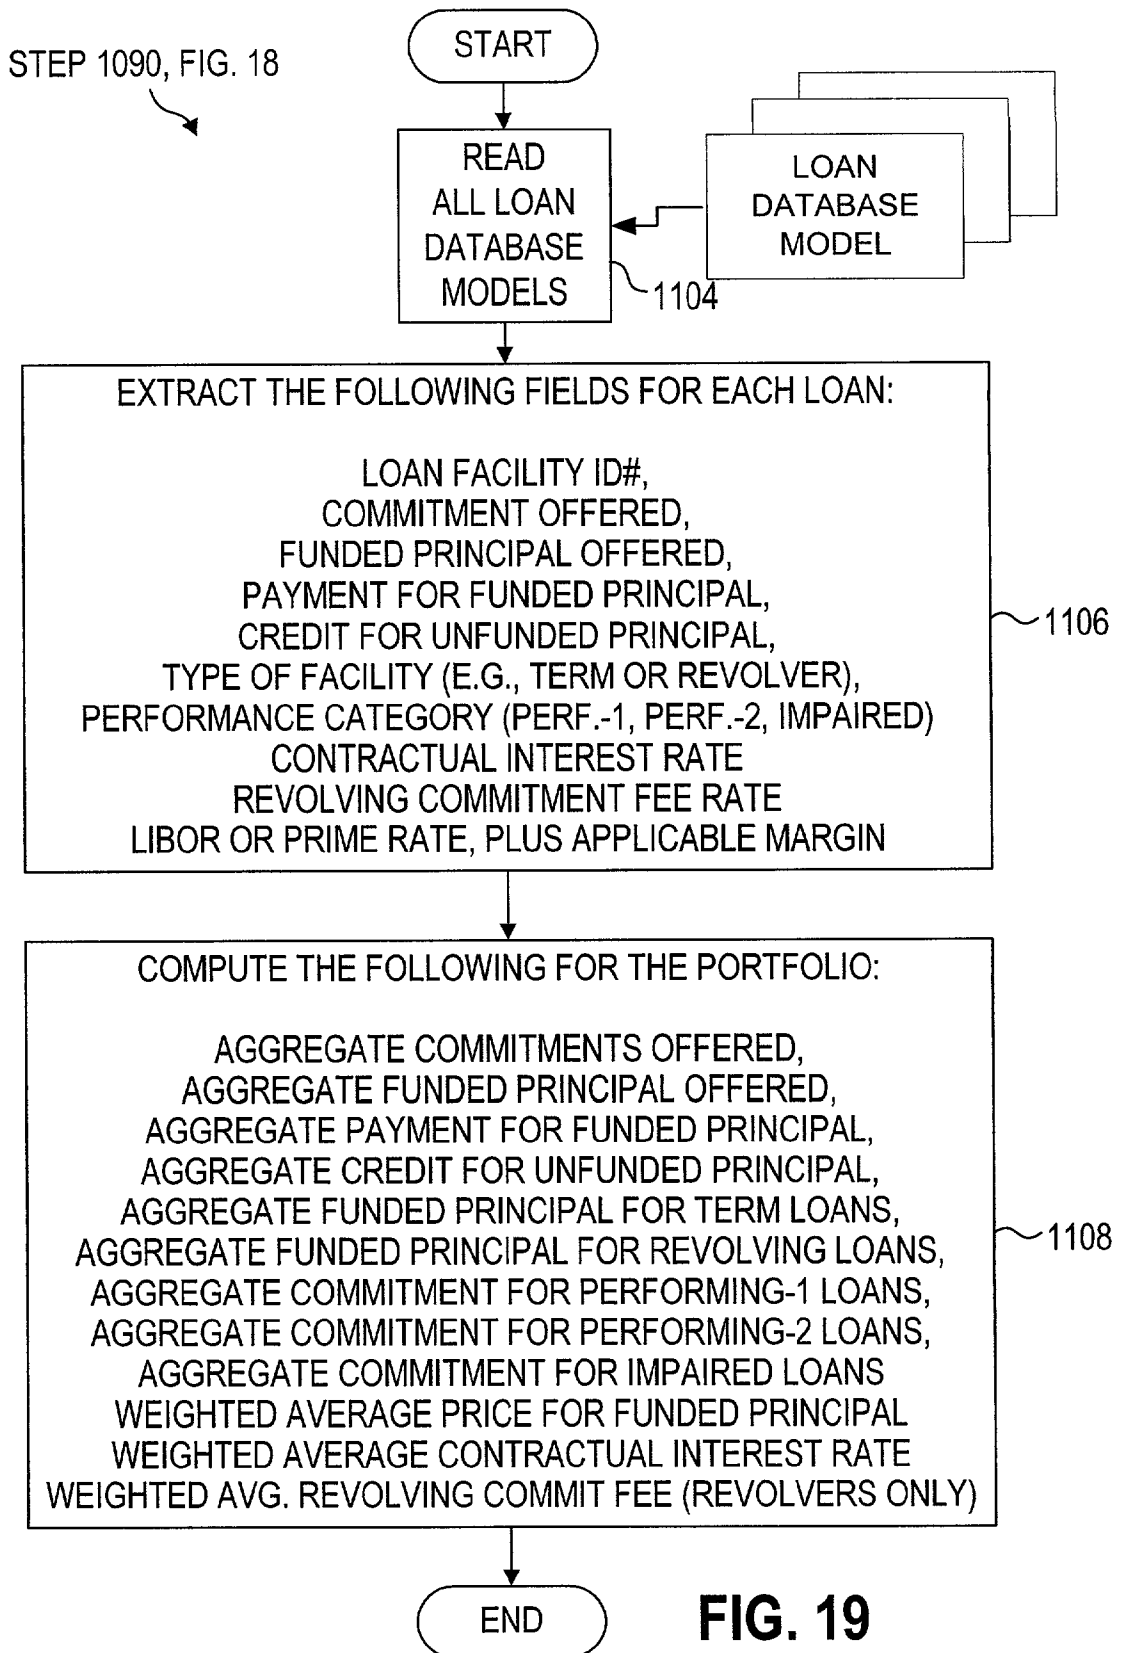 START
STEP 1090, FIG. 18
READ
ALL LOAN
DATABASE
MODELS
LOAN
DATABASE
MODEL
1104
EXTRACT THE FOLLOWING FIELDS FOR EACH LOAN:
LOAN FACILITY ID#,
COMMITMENT OFFERED,
FUNDED PRINCIPAL OFFERED,
PAYMENT FOR FUNDED PRINCIPAL,
CREDIT FOR UNFUNDED PRINCIPAL,
TYPE OF FACILITY (E.G., TERM OR REVOLVER),
PERFORMANCE CATEGORY (PERF.-1, PERF.-2, IMPAIRED)
CONTRACTUAL INTEREST RATE
REVOLVING COMMITMENT FEE RATE
LIBOR OR PRIME RATE, PLUS APPLICABLE MARGIN
1106
COMPUTE THE FOLLOWING FOR THE PORTFOLIO:
AGGREGATE COMMITMENTS OFFERED,
AGGREGATE FUNDED PRINCIPAL OFFERED,
AGGREGATE PAYMENT FOR FUNDED PRINCIPAL,
AGGREGATE CREDIT FOR UNFUNDED PRINCIPAL,
AGGREGATE FUNDED PRINCIPAL FOR TERM LOANS,
AGGREGATE FUNDED PRINCIPAL FOR REVOLVING LOANS,
AGGREGATE COMMITMENT FOR PERFORMING-1 LOANS,
AGGREGATE COMMITMENT FOR PERFORMING-2 LOANS,
AGGREGATE COMMITMENT FOR IMPAIRED LOANS
WEIGHTED AVERAGE PRICE FOR FUNDED PRINCIPAL
WEIGHTED AVERAGE CONTRACTUAL INTEREST RATE
WEIGHTED AVG. REVOLVING COMMIT FEE (REVOLVERS ONLY)
1108
END
FIG. 19